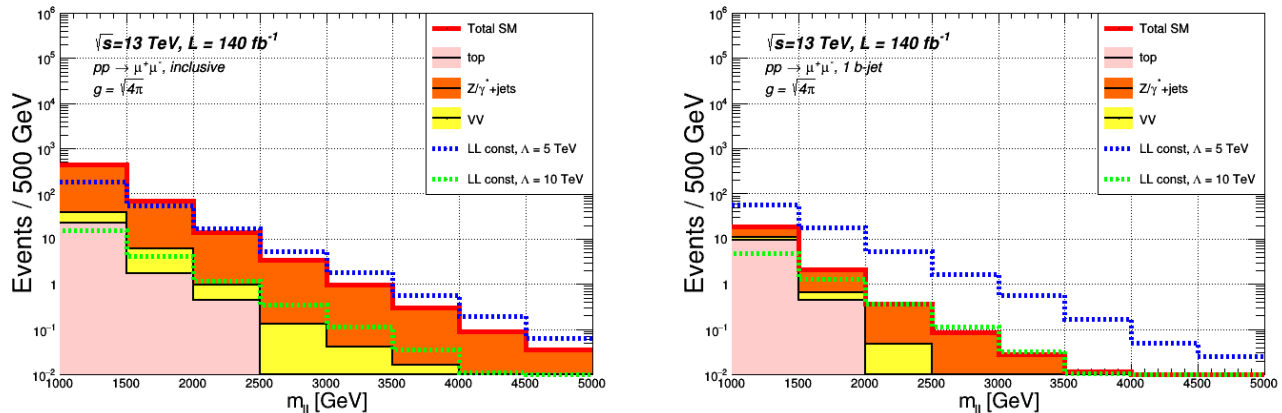 Events / 500 GeV
10⁶
10⁵
10⁴
10³
10²
10
1
10⁻¹
10⁻²
√s=13 TeV, L = 140 fb⁻¹
pp → μ⁺μ⁻, inclusive
g = √4π
Total SM
top
Z/γ*+jets
VV
LL const, Λ = 5 TeV
LL const, Λ = 10 TeV
1000 1500 2000 2500 3000 3500 4000 4500 5000
m_ll [GeV]
Events / 500 GeV
10⁶
10⁵
10⁴
10³
10²
10
1
10⁻¹
10⁻²
√s=13 TeV, L = 140 fb⁻¹
pp → μ⁺μ⁻, 1 b-jet
g = √4π
Total SM
top
Z/γ*+jets
VV
LL const, Λ = 5 TeV
LL const, Λ = 10 TeV
1000 1500 2000 2500 3000 3500 4000 4500 5000
m_ll [GeV]